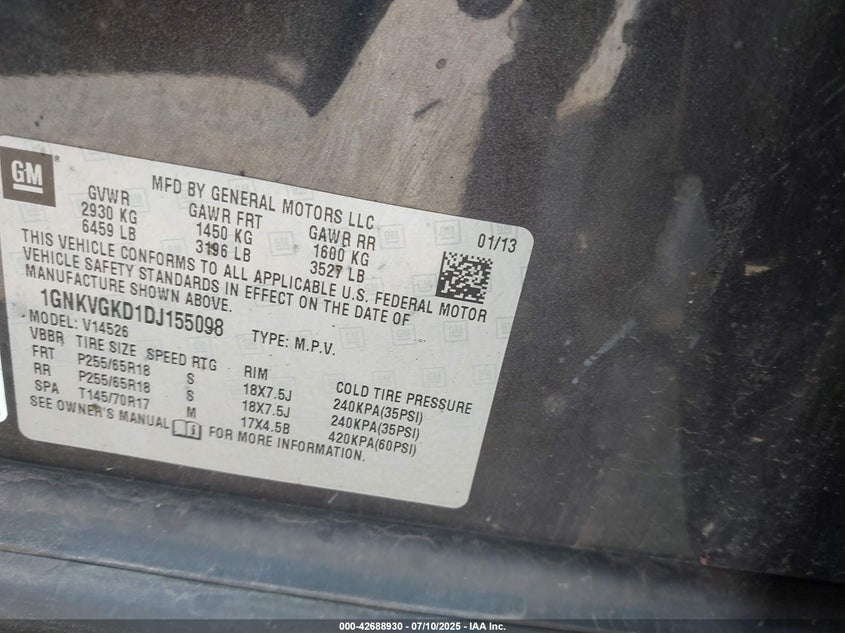 GM
MFD BY GENERAL MOTORS LLC
01/13
GVWR GAWR FRT GAWR RR
2930 KG 1450 KG 1600 KG
6459 LB 3196 LB 3527 LB
THIS VEHICLE CONFORMS TO ALL APPLICABLE U.S. FEDERAL MOTOR
VEHICLE SAFETY STANDARDS IN EFFECT ON THE DATE OF
MANUFACTURE SHOWN ABOVE.
1GNKVGKD1DJ155098 TYPE: M.P.V.
MODEL: V14526
VBBR TIRE SIZE SPEED RTG RIM COLD TIRE PRESSURE
FRT P255/65R18 S 18X7.5J 240KPA(35PSI)
RR P255/65R18 S 18X7.5J 240KPA(35PSI)
SPA T145/70R17 M 17X4.5B 420KPA(60PSI)
SEE OWNER'S MANUAL FOR MORE INFORMATION.
000-42688930 - 07/10/2025 - IAA Inc.